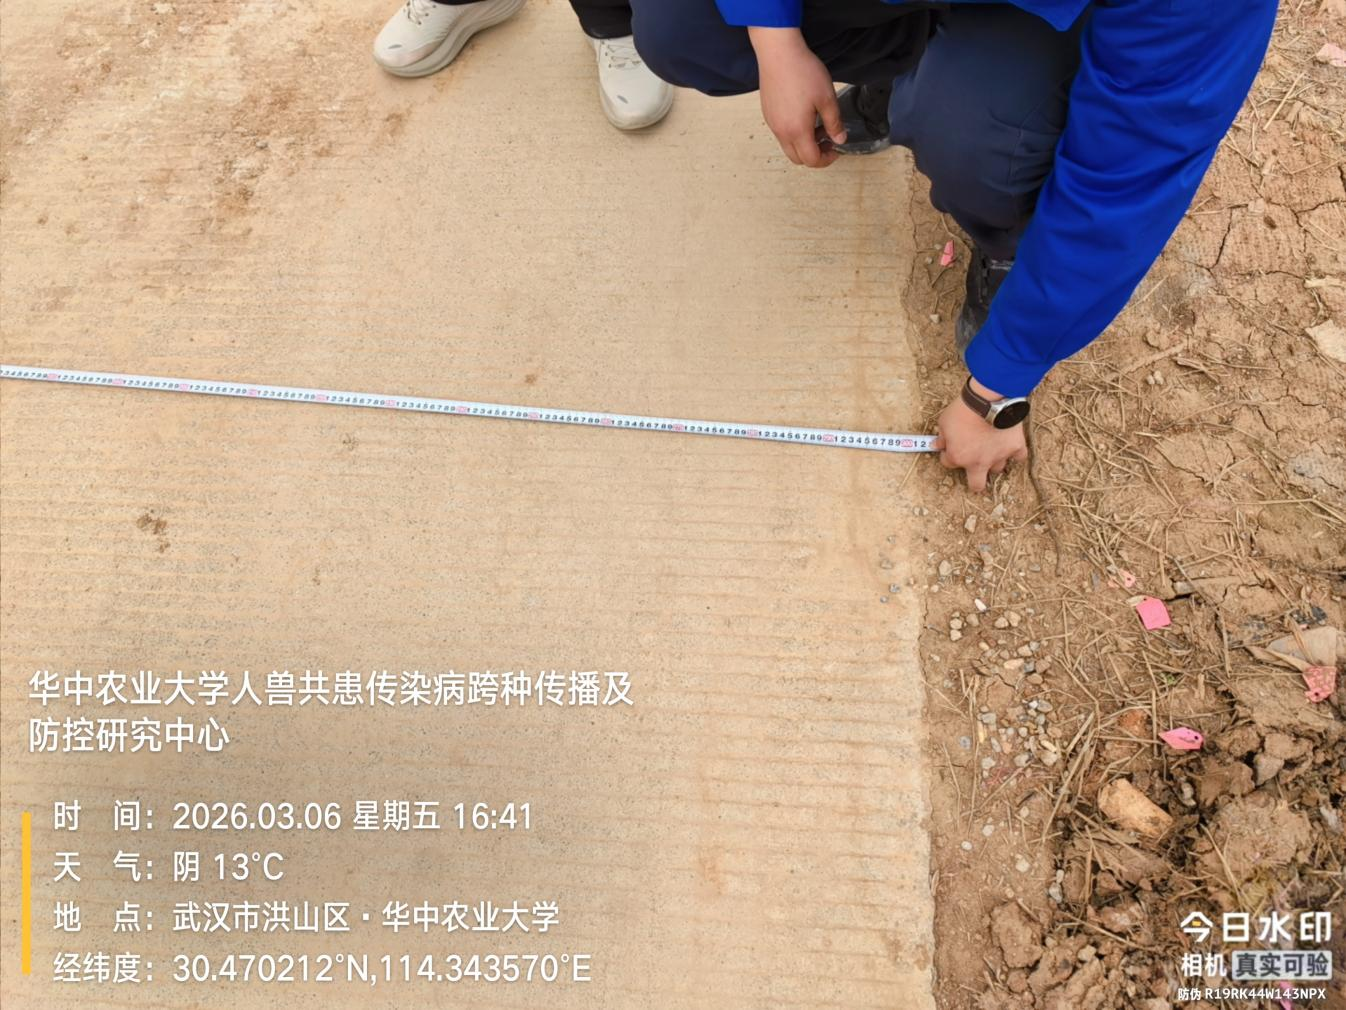 华中农业大学人兽共患传染病跨种传播及
防控研究中心
时 间：2026.03.06 星期五 16:41
天 气：阴 13°C
地 点：武汉市洪山区·华中农业大学
经纬度：30.470212°N,114.343570°E
今日水印
相机 真实可验
防伪 R19RK44W143NPX